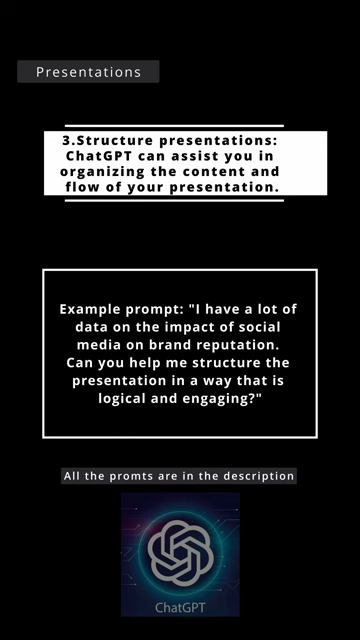 Presentations
3.Structure presentations:
ChatGPT can assist you in
organizing the content and
flow of your presentation.
Example prompt: "I have a lot of
data on the impact of social
media on brand reputation.
Can you help me structure the
presentation in a way that is
logical and engaging?"
All the promts are in the description
ChatGPT